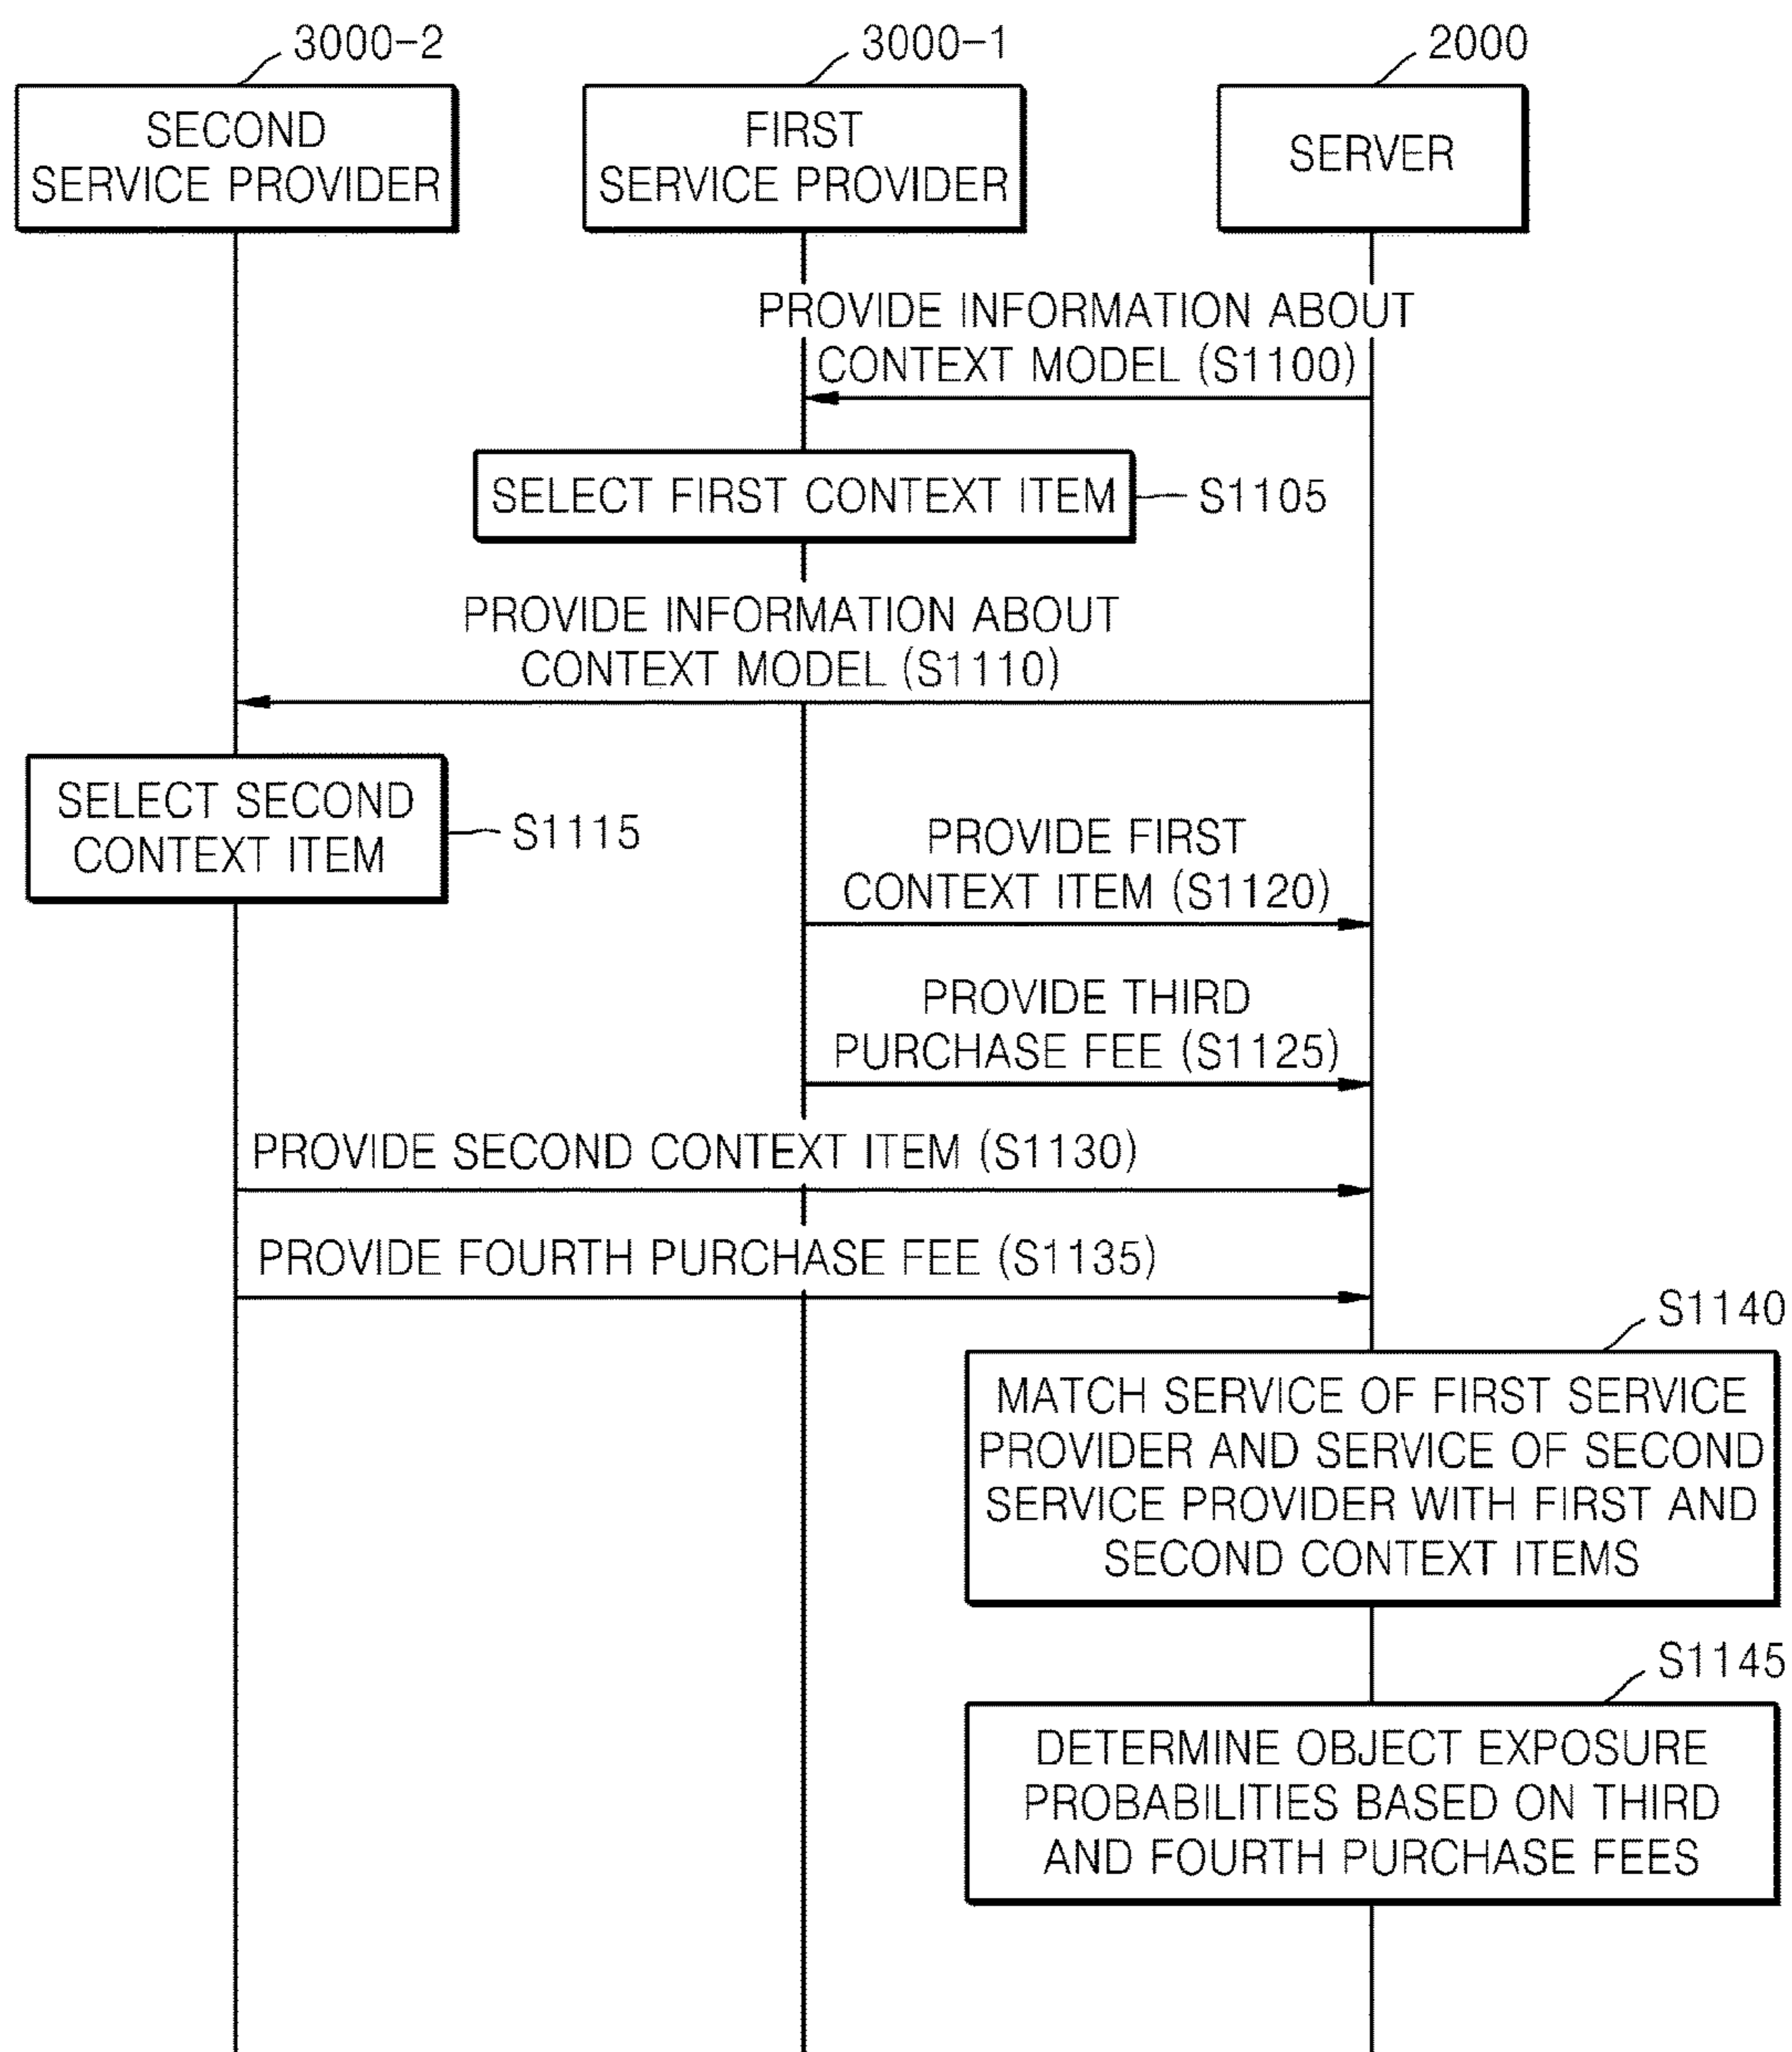 3000-2
3000-1
2000
SECOND
SERVICE PROVIDER
FIRST
SERVICE PROVIDER
SERVER
PROVIDE INFORMATION ABOUT
CONTEXT MODEL (S1100)
SELECT FIRST CONTEXT ITEM
S1105
PROVIDE INFORMATION ABOUT
CONTEXT MODEL (S1110)
SELECT SECOND
CONTEXT ITEM
S1115
PROVIDE FIRST
CONTEXT ITEM (S1120)
PROVIDE THIRD
PURCHASE FEE (S1125)
PROVIDE SECOND CONTEXT ITEM (S1130)
PROVIDE FOURTH PURCHASE FEE (S1135)
S1140
MATCH SERVICE OF FIRST SERVICE
PROVIDER AND SERVICE OF SECOND
SERVICE PROVIDER WITH FIRST AND
SECOND CONTEXT ITEMS
S1145
DETERMINE OBJECT EXPOSURE
PROBABILITIES BASED ON THIRD
AND FOURTH PURCHASE FEES